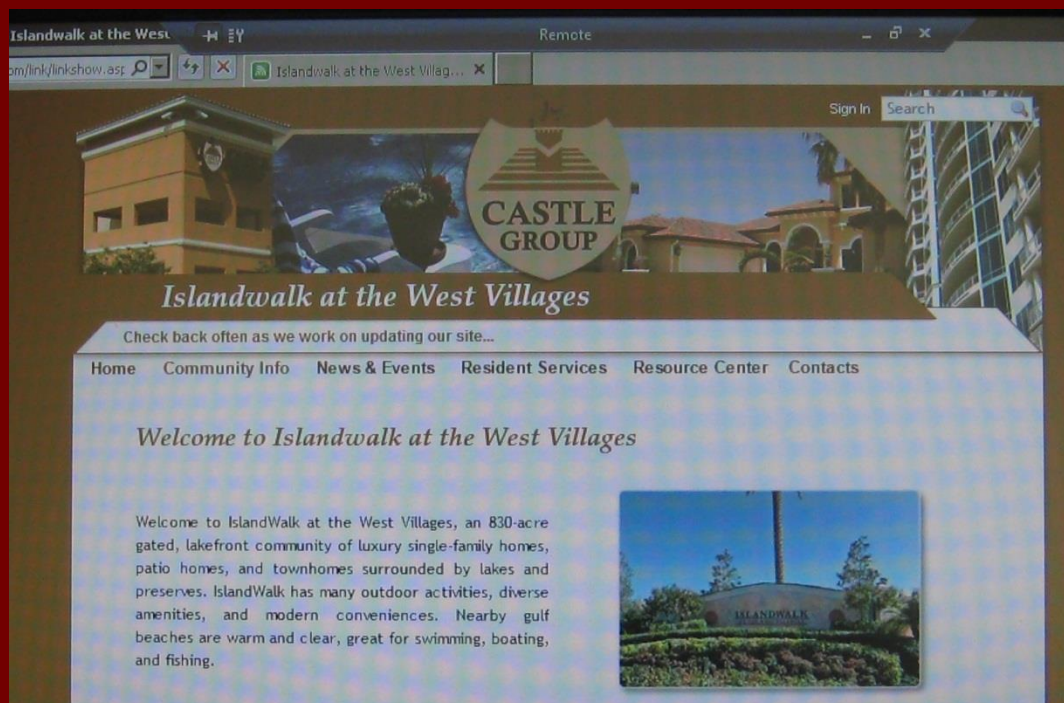 Islandwalk at the West
Remote
om/link/linkshow.asp
Islandwalk at the West Villag...
Sign In
Search
CASTLE
GROUP
Islandwalk at the West Villages
Check back often as we work on updating our site...
Home Community Info News & Events Resident Services Resource Center Contacts
Welcome to Islandwalk at the West Villages
Welcome to IslandWalk at the West Villages, an 830-acre
gated, lakefront community of luxury single-family homes,
patio homes, and townhomes surrounded by lakes and
preserves. IslandWalk has many outdoor activities, diverse
amenities, and modern conveniences. Nearby gulf
beaches are warm and clear, great for swimming, boating,
and fishing.
ISLANDWALK